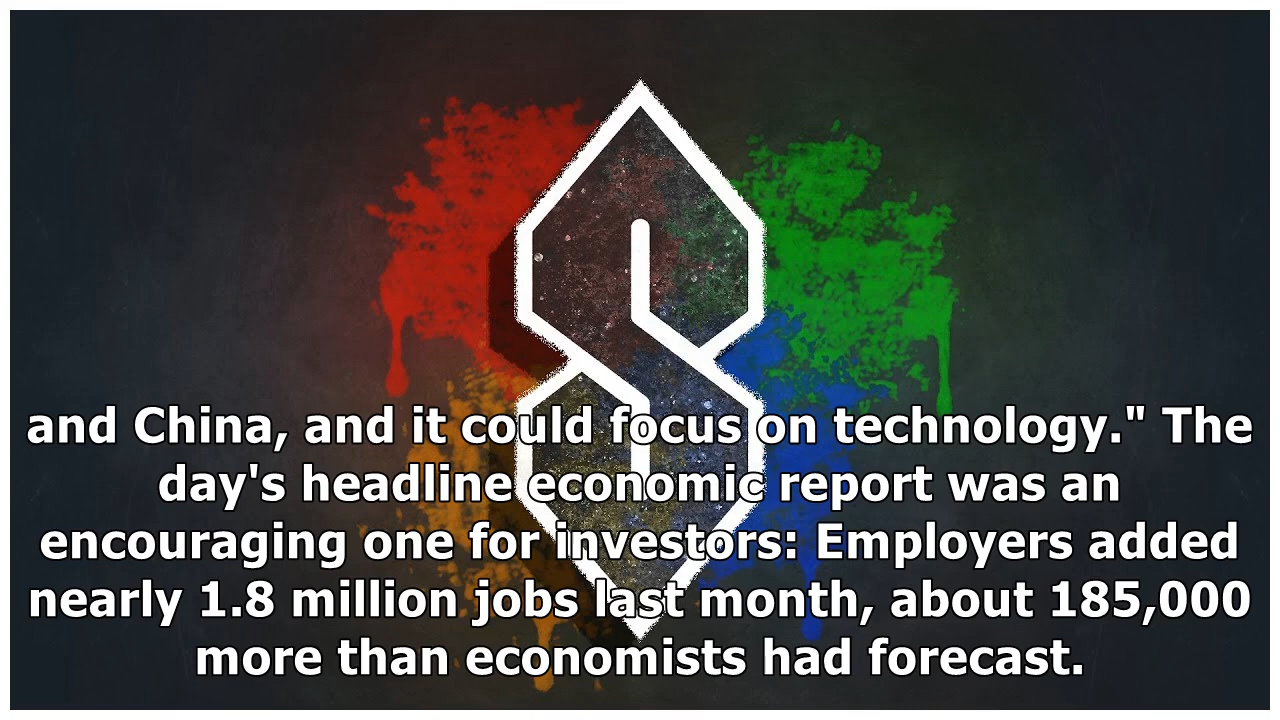 and China, and it could focus on technology." The
day's headline economic report was an
encouraging one for investors: Employers added
nearly 1.8 million jobs last month, about 185,000
more than economists had forecast.